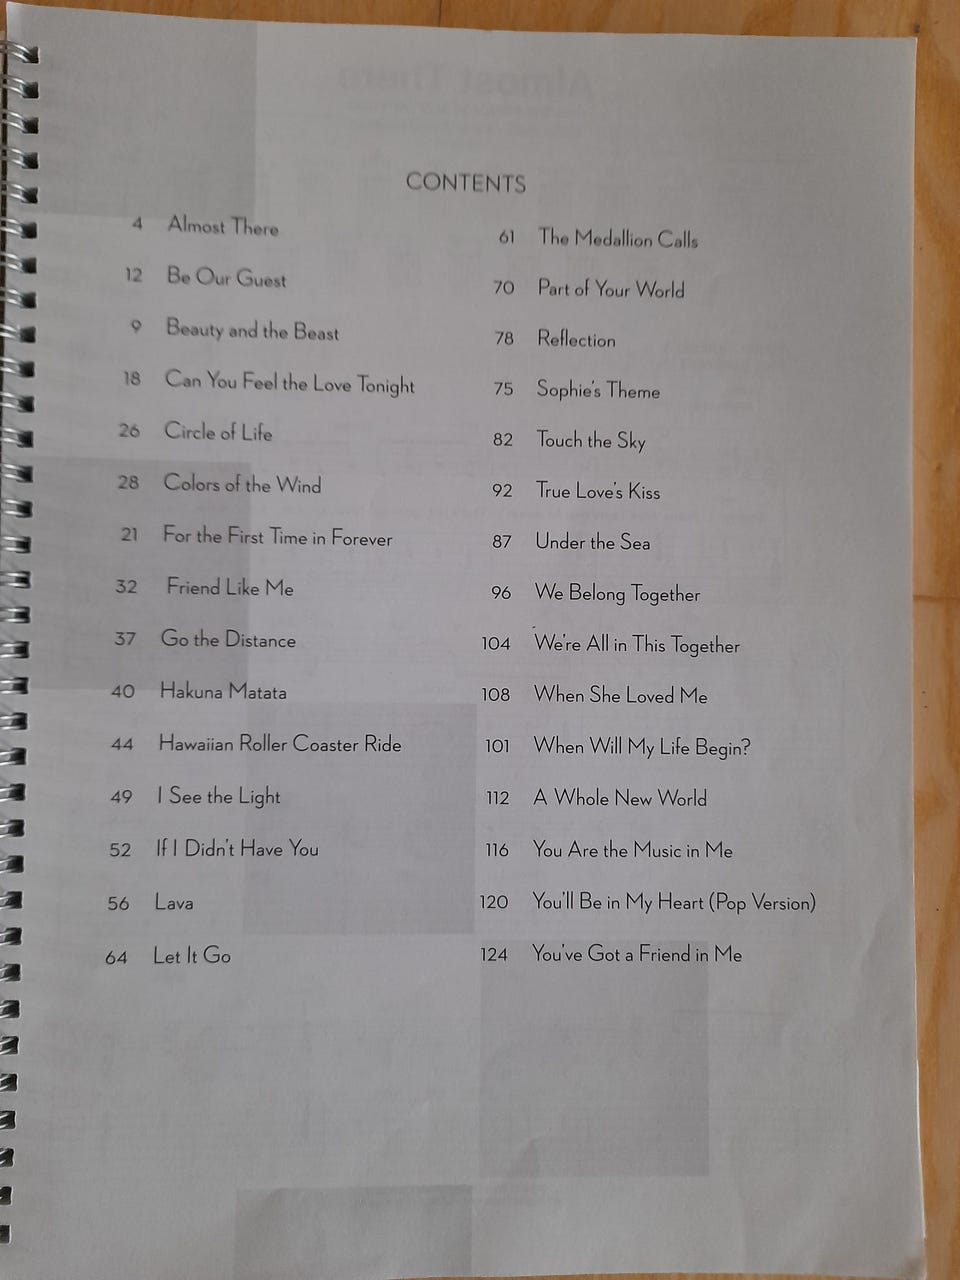 CONTENTS
4 Almost There
12 Be Our Guest
9 Beauty and the Beast
18 Can You Feel the Love Tonight
26 Circle of Life
28 Colors of the Wind
21 For the First Time in Forever
32 Friend Like Me
37 Go the Distance
40 Hakuna Matata
44 Hawaiian Roller Coaster Ride
49 I See the Light
52 If I Didn't Have You
56 Lava
64 Let It Go
61 The Medallion Calls
70 Part of Your World
78 Reflection
75 Sophie's Theme
82 Touch the Sky
92 True Love's Kiss
87 Under the Sea
96 We Belong Together
104 We're All in This Together
108 When She Loved Me
101 When Will My Life Begin?
112 A Whole New World
116 You Are the Music in Me
120 You'll Be in My Heart (Pop Version)
124 You've Got a Friend in Me